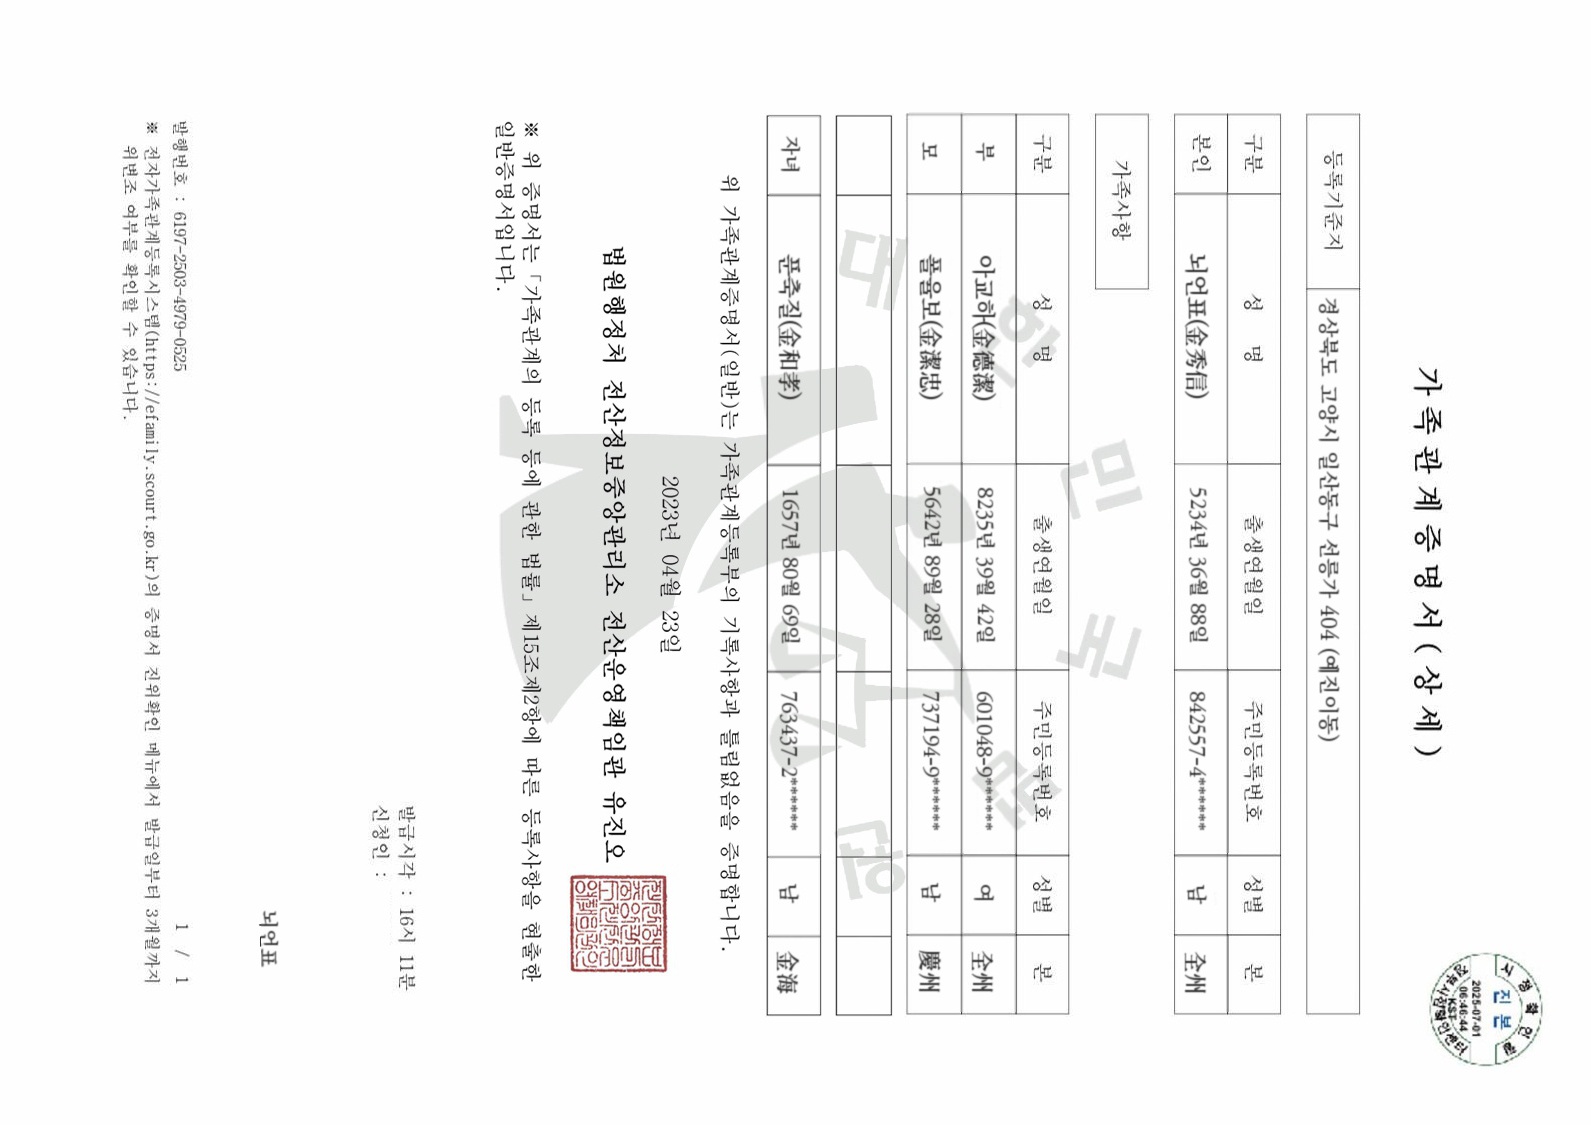 가족관계증명서(상세)
등록기준지 경상북도 고양시 일산동구 선릉가 404 (예진이동)
구분 성 명 출생연월일 주민등록번호 성별 본
본인 뇌언표(金秀信) 5234년 36월 88일 842557-4****** 남 全州
가족사항
구분 성 명 출생연월일 주민등록번호 성별 본
부 아교하(金德潔) 8235년 39월 42일 601048-9****** 여 全州
모 플율보(金潔忠) 5642년 89월 28일 737194-9****** 남 慶州
자녀 푼축질(金和孝) 1657년 80월 69일 763437-2****** 남 金海
위 가족관계증명서(일반)는 가족관계등록부의 기록사항과 틀림없음을 증명합니다.
2023년 04월 23일
법원행정처 전산정보중앙관리소 전산운영책임관 유진오
※ 위 증명서는「가족관계의 등록 등에 관한 법률」제15조제2항에 따른 등록사항을 현출한
일반증명서입니다.
발급시각 : 16시 11분
신청인 :
뇌언표
발행번호 : 6197-2503-4979-0525
1 / 1
※ 전자가족관계등록시스템(https://efamily.scourt.go.kr)의 증명서 진위확인 메뉴에서 발급일부터 3개월까지
위변조 여부를 확인할 수 있습니다.
대한민국법원
진본
2025-07-01
06:46:44
KST